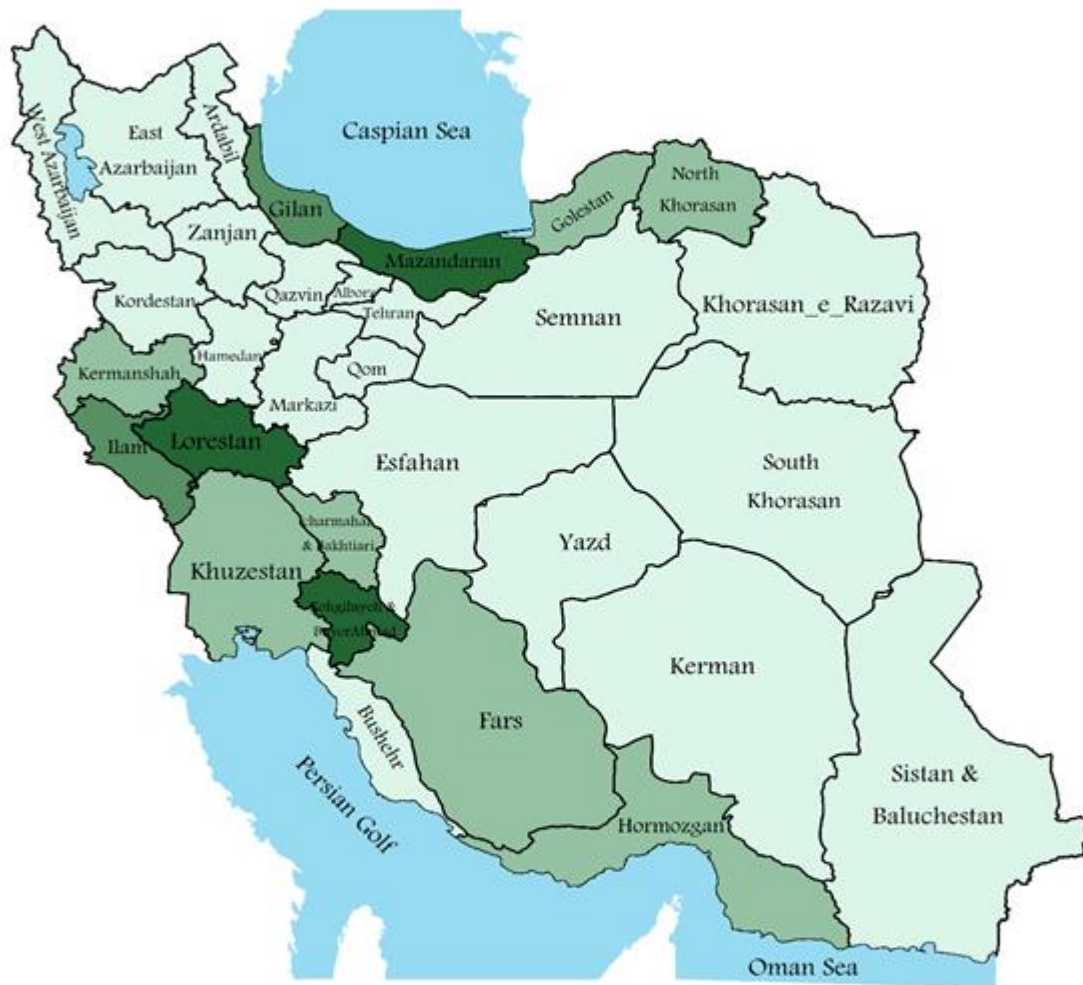 Caspian Sea
West Azarbaijan
East
Azarbaijan
Ardabil
Gilan
Golestan
North
Khorasan
Zanjan
Mazandaran
Kordestan
Qazvin
Alborz
Tehran
Semnan
Khorasan_e_Razavi
Kermanshah
Hamedan
Qom
Markazi
Ilam
Lorestan
Esfahan
South
Khorasan
& Bakhtiari
Yazd
Khuzestan
Kerman
Bushehr
Fars
Persian Golf
Hormozgan
Sistan &
Baluchestan
Oman Sea